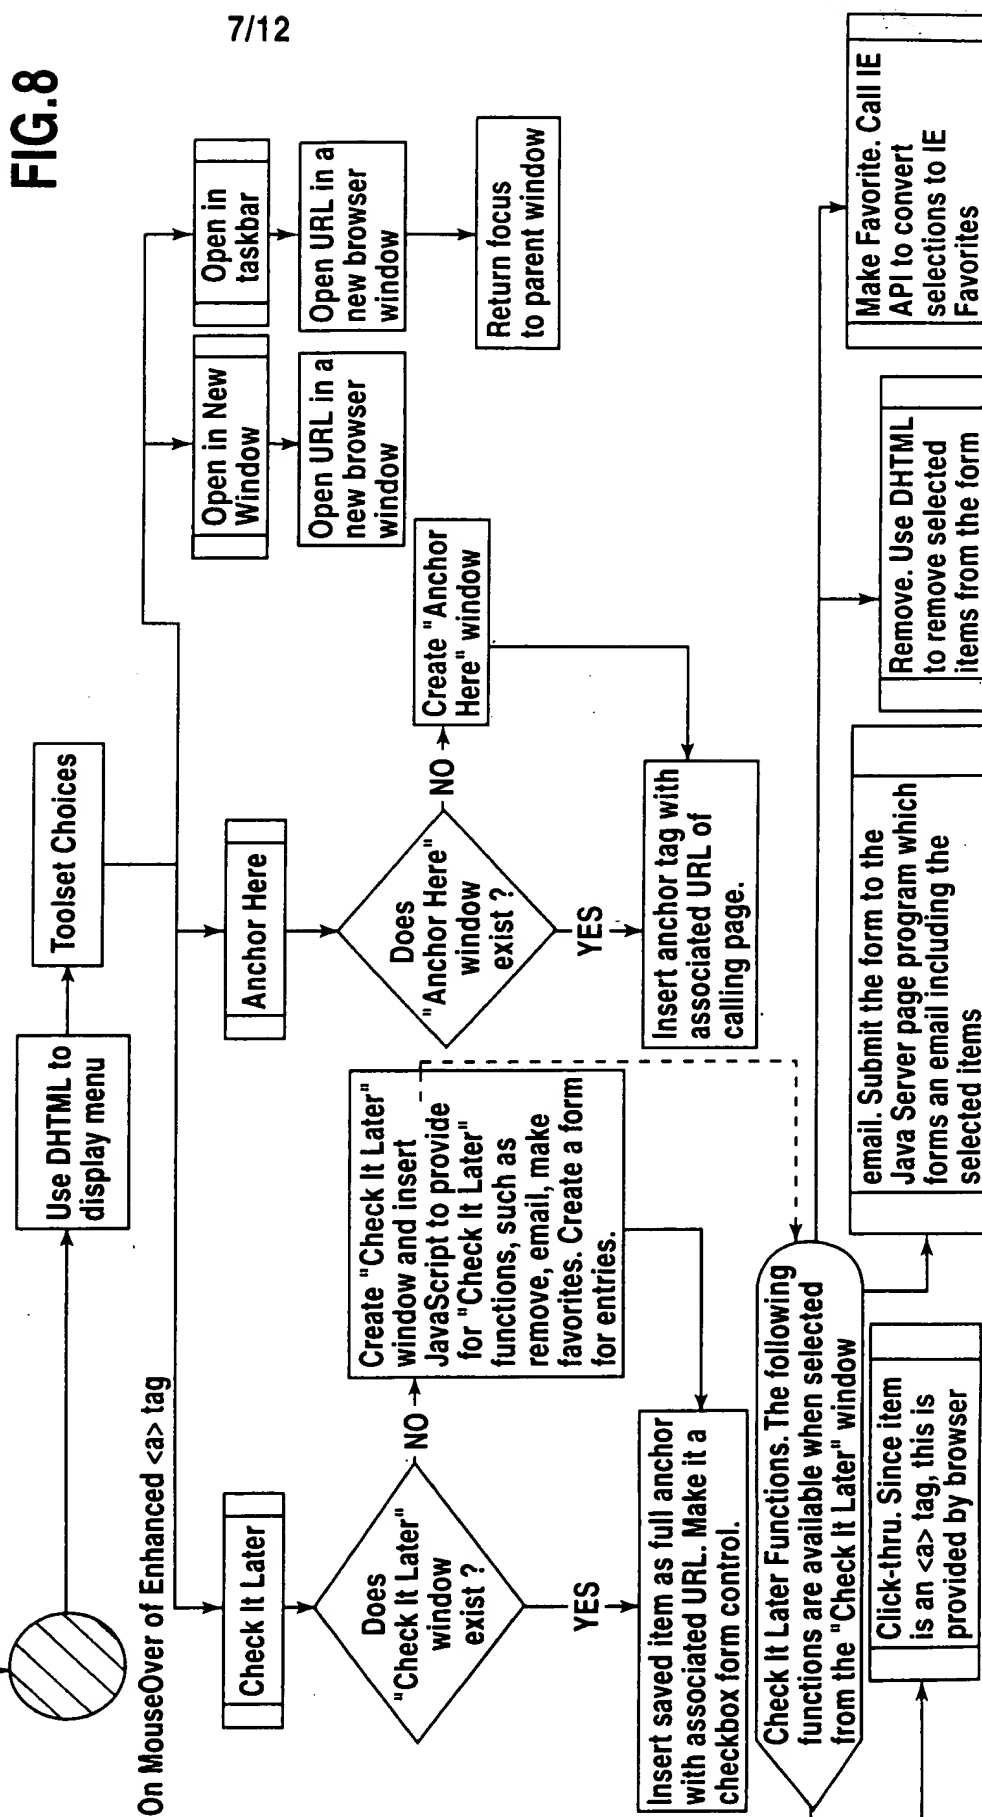 7/12
FIG.8
On MouseOver of Enhanced <a> tag
Use DHTML to
display menu
Toolset Choices
Check It Later
Does
"Check It Later"
window
exist ?
NO
YES
Create "Check It Later"
window and insert
JavaScript to provide
for "Check It Later"
functions, such as
remove, email, make
favorites. Create a form
for entries.
Insert saved item as full anchor
with associated URL. Make it a
checkbox form control.
Anchor Here
Does
"Anchor Here"
window
exist ?
NO
YES
Create "Anchor
Here" window
Insert anchor tag with
associated URL of
calling page.
Open in New
Window
Open URL in a
new browser
window
Open in
taskbar
Open URL in a
new browser
window
Return focus
to parent window
Check It Later Functions. The following
functions are available when selected
from the "Check It Later" window
Click-thru. Since item
is an <a> tag, this is
provided by browser
email. Submit the form to the
Java Server page program which
forms an email including the
selected items
Remove. Use DHTML
to remove selected
items from the form
Make Favorite. Call IE
API to convert
selections to IE
Favorites